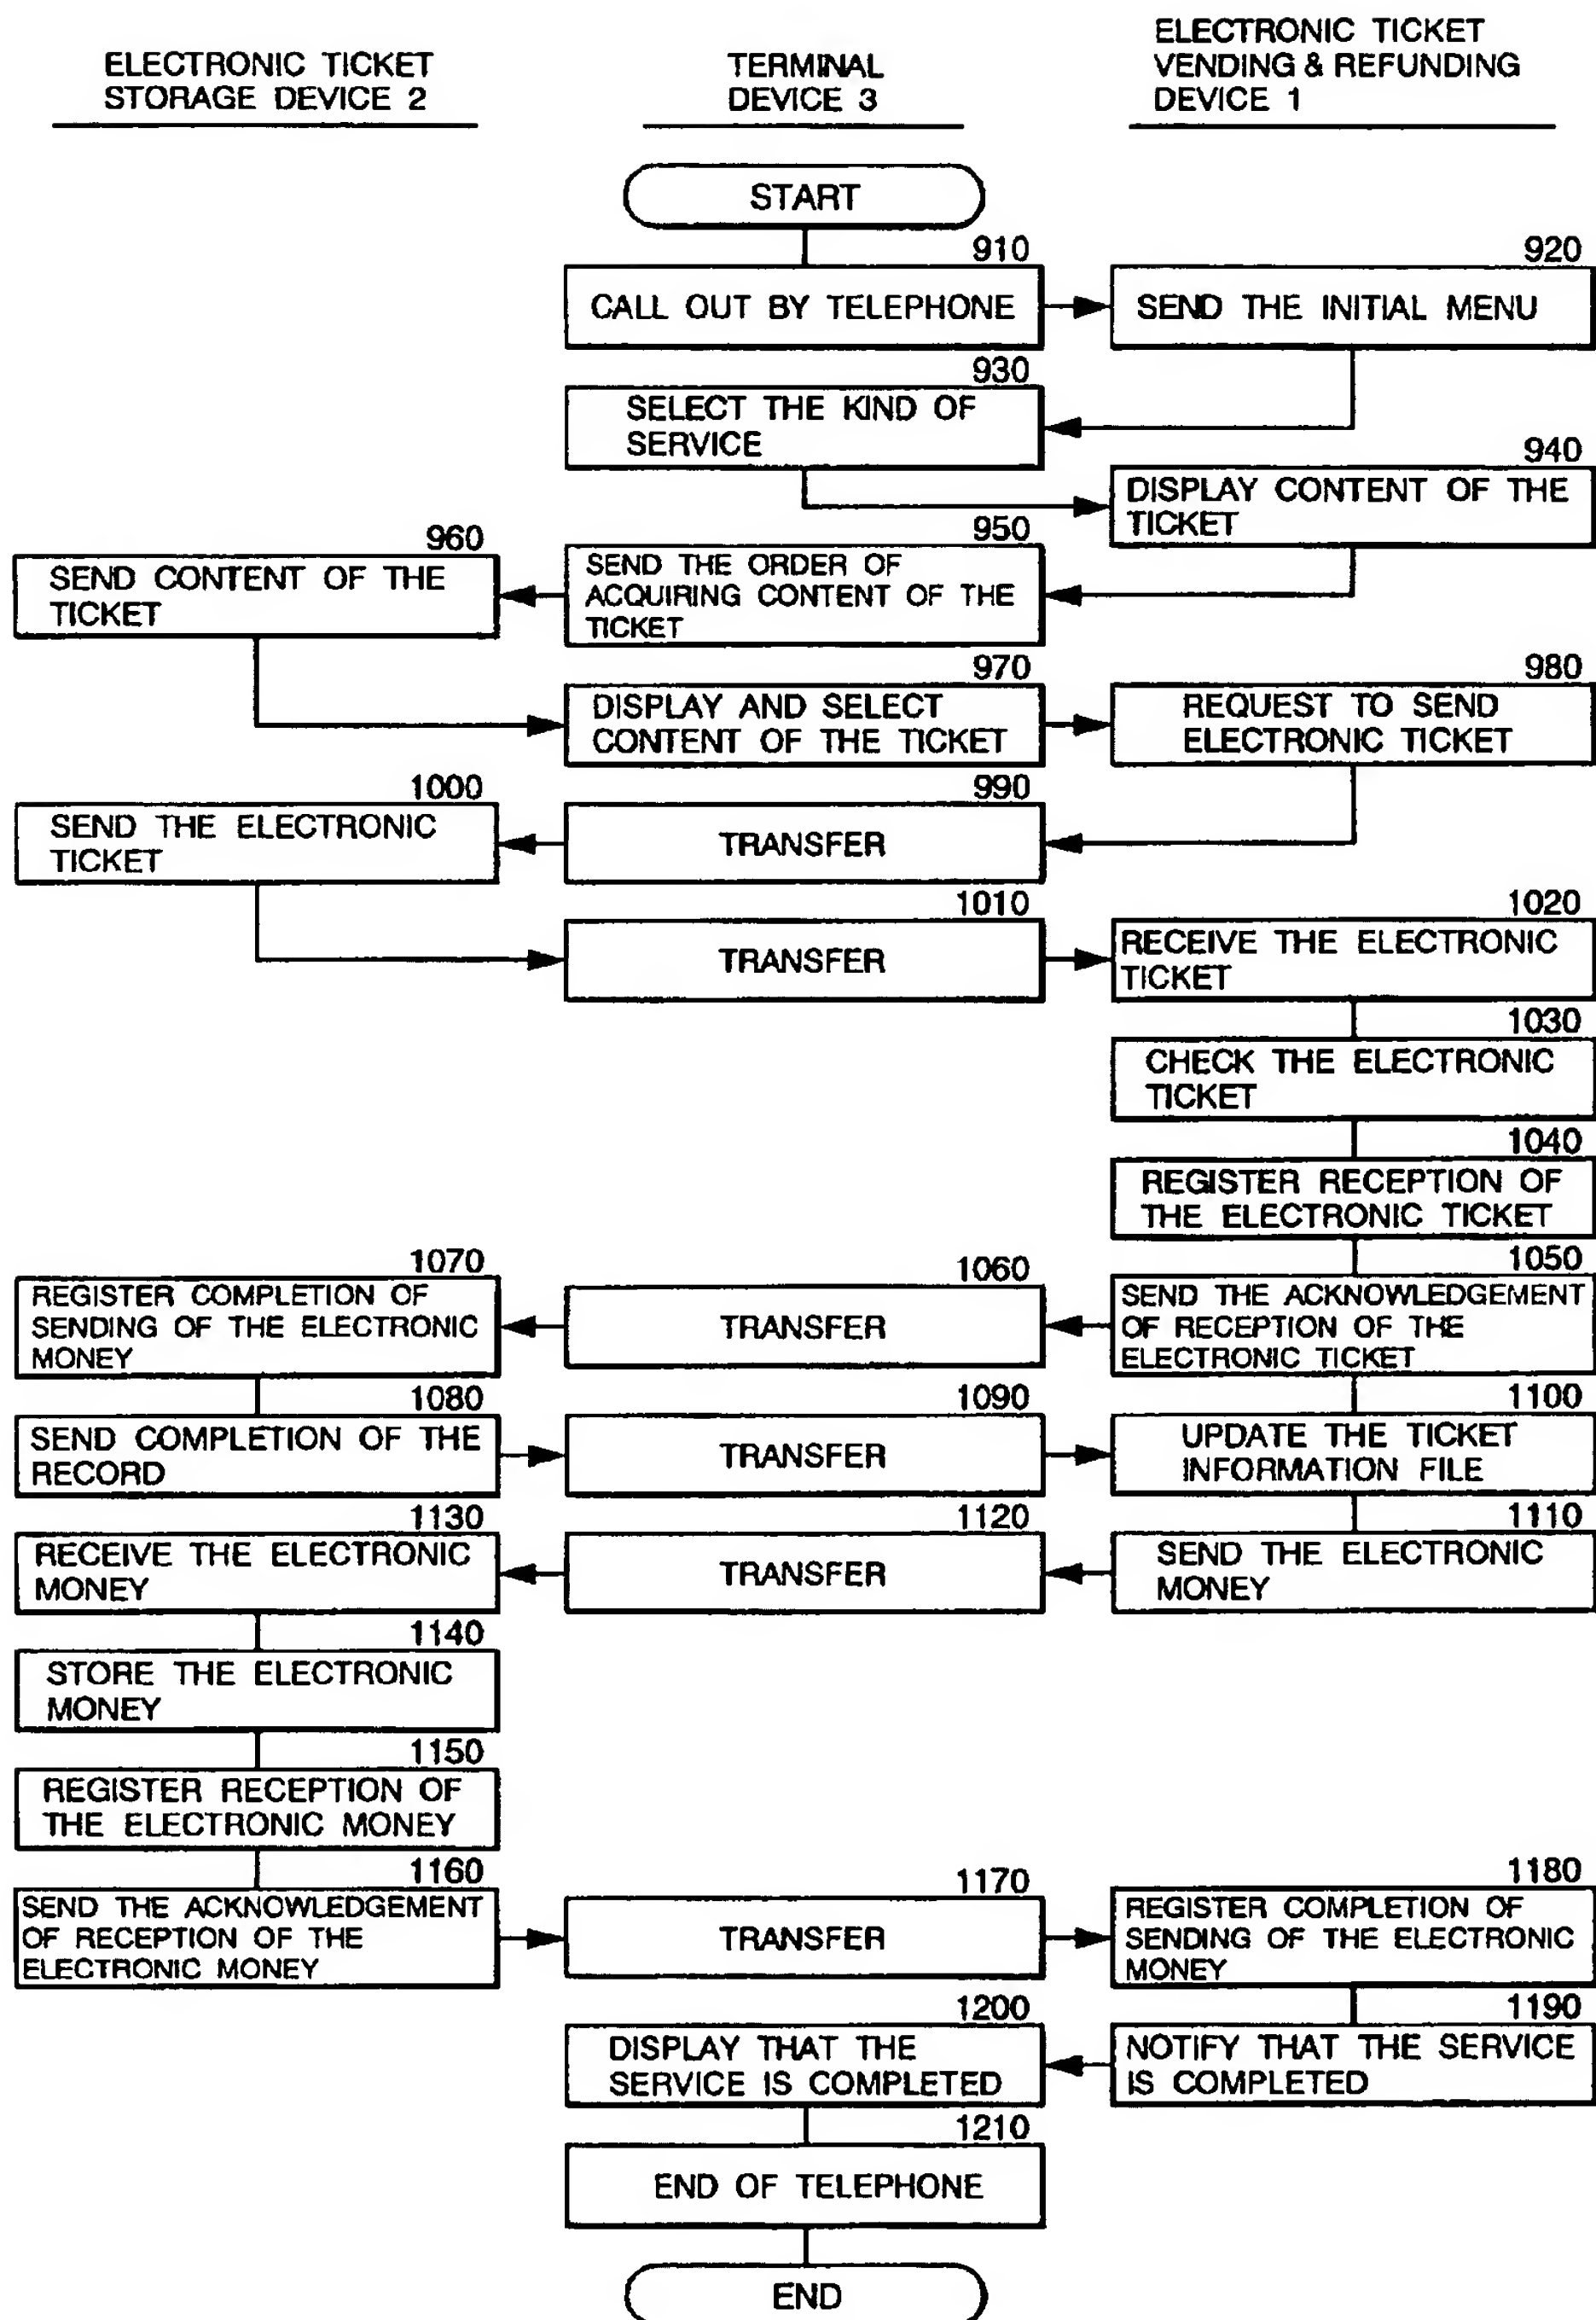 ELECTRONIC TICKET
STORAGE DEVICE 2
TERMINAL
DEVICE 3
ELECTRONIC TICKET
VENDING & REFUNDING
DEVICE 1
START
910
CALL OUT BY TELEPHONE
920
SEND THE INITIAL MENU
930
SELECT THE KIND OF
SERVICE
940
DISPLAY CONTENT OF THE
TICKET
950
SEND THE ORDER OF
ACQUIRING CONTENT OF THE
TICKET
960
SEND CONTENT OF THE
TICKET
970
DISPLAY AND SELECT
CONTENT OF THE TICKET
980
REQUEST TO SEND
ELECTRONIC TICKET
990
TRANSFER
1000
SEND THE ELECTRONIC
TICKET
1010
TRANSFER
1020
RECEIVE THE ELECTRONIC
TICKET
1030
CHECK THE ELECTRONIC
TICKET
1040
REGISTER RECEPTION OF
THE ELECTRONIC TICKET
1050
SEND THE ACKNOWLEDGEMENT
OF RECEPTION OF THE
ELECTRONIC TICKET
1060
TRANSFER
1070
REGISTER COMPLETION OF
SENDING OF THE ELECTRONIC
MONEY
1080
SEND COMPLETION OF THE
RECORD
1090
TRANSFER
1100
UPDATE THE TICKET
INFORMATION FILE
1110
SEND THE ELECTRONIC
MONEY
1120
TRANSFER
1130
RECEIVE THE ELECTRONIC
MONEY
1140
STORE THE ELECTRONIC
MONEY
1150
REGISTER RECEPTION OF
THE ELECTRONIC MONEY
1160
SEND THE ACKNOWLEDGEMENT
OF RECEPTION OF THE
ELECTRONIC MONEY
1170
TRANSFER
1180
REGISTER COMPLETION OF
SENDING OF THE ELECTRONIC
MONEY
1190
NOTIFY THAT THE SERVICE
IS COMPLETED
1200
DISPLAY THAT THE
SERVICE IS COMPLETED
1210
END OF TELEPHONE
END